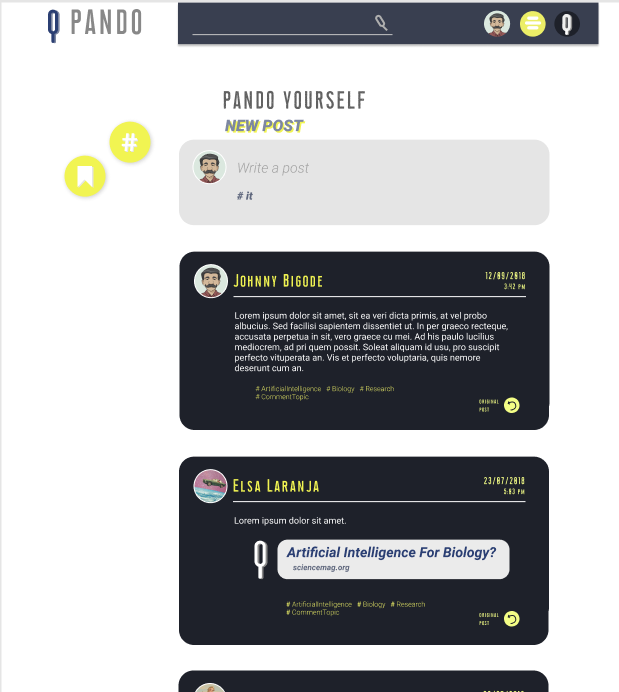 PANDO
PANDO YOURSELF
NEW POST
#
Write a post
# it
JOHNNY BIGODE
12/09/2018
3:42 PM
Lorem ipsum dolor sit amet, sit ea veri dicta primis, at vel probo
albucius. Sed facilisi sapientem dissentiet ut. In per graeco recteque,
accusata perpetua in sit, vero graece cu mei. Ad his paulo lucilius
mediocrem, ad pri quem possit. Soleat aliquam id usu, pro suscipit
perfecto vituperata an. Vis et perfecto voluptaria, quis nemore
deserunt cum an.
# ArtificialIntelligence # Biology # Research
# CommentTopic
ORIGINAL
POST
ELSA LARANJA
23/07/2018
5:03 PM
Lorem ipsum dolor sit amet.
Artificial Intelligence For Biology?
sciencemag.org
# ArtificialIntelligence # Biology # Research
# CommentTopic
ORIGINAL
POST